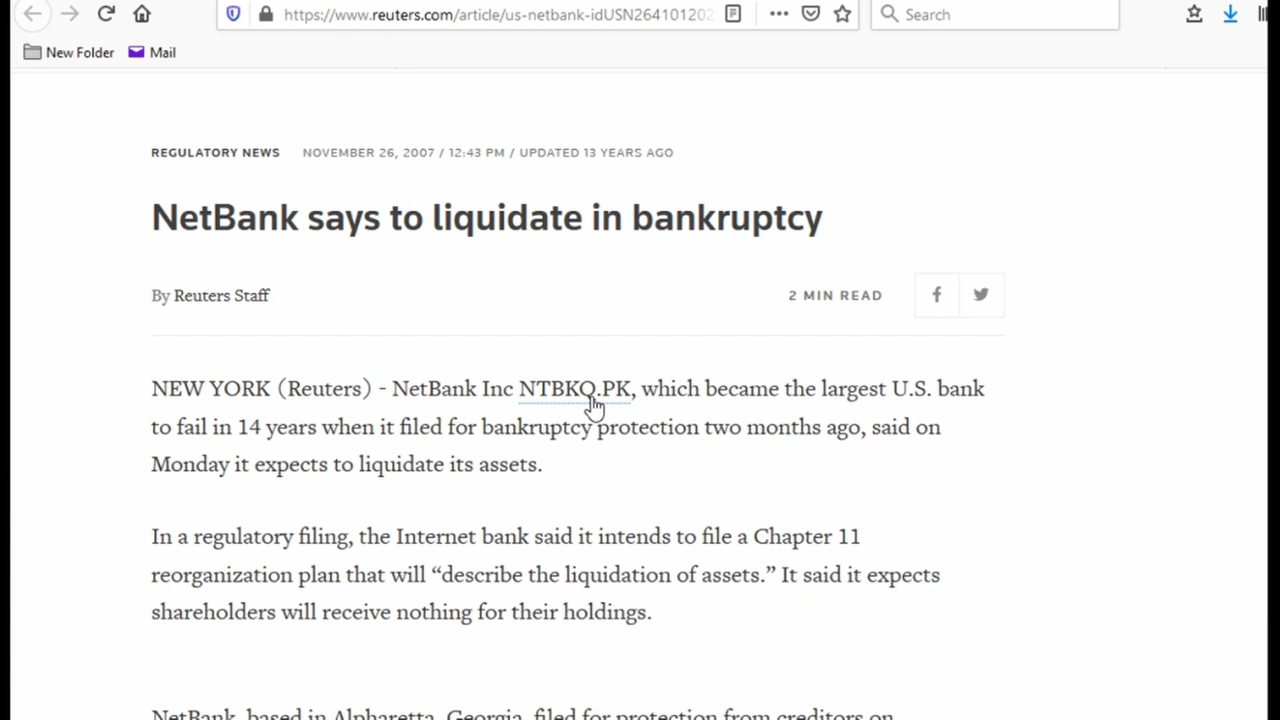 https://www.reuters.com/article/us-netbank-idUSN264101202
Search
New Folder Mail
REGULATORY NEWS NOVEMBER 26, 2007 / 12:43 PM / UPDATED 13 YEARS AGO
NetBank says to liquidate in bankruptcy
By Reuters Staff
2 MIN READ
NEW YORK (Reuters) - NetBank Inc NTBKQ.PK, which became the largest U.S. bank
to fail in 14 years when it filed for bankruptcy protection two months ago, said on
Monday it expects to liquidate its assets.
In a regulatory filing, the Internet bank said it intends to file a Chapter 11
reorganization plan that will “describe the liquidation of assets.” It said it expects
shareholders will receive nothing for their holdings.
NetBank, based in Alpharetta, Georgia, filed for protection from creditors on